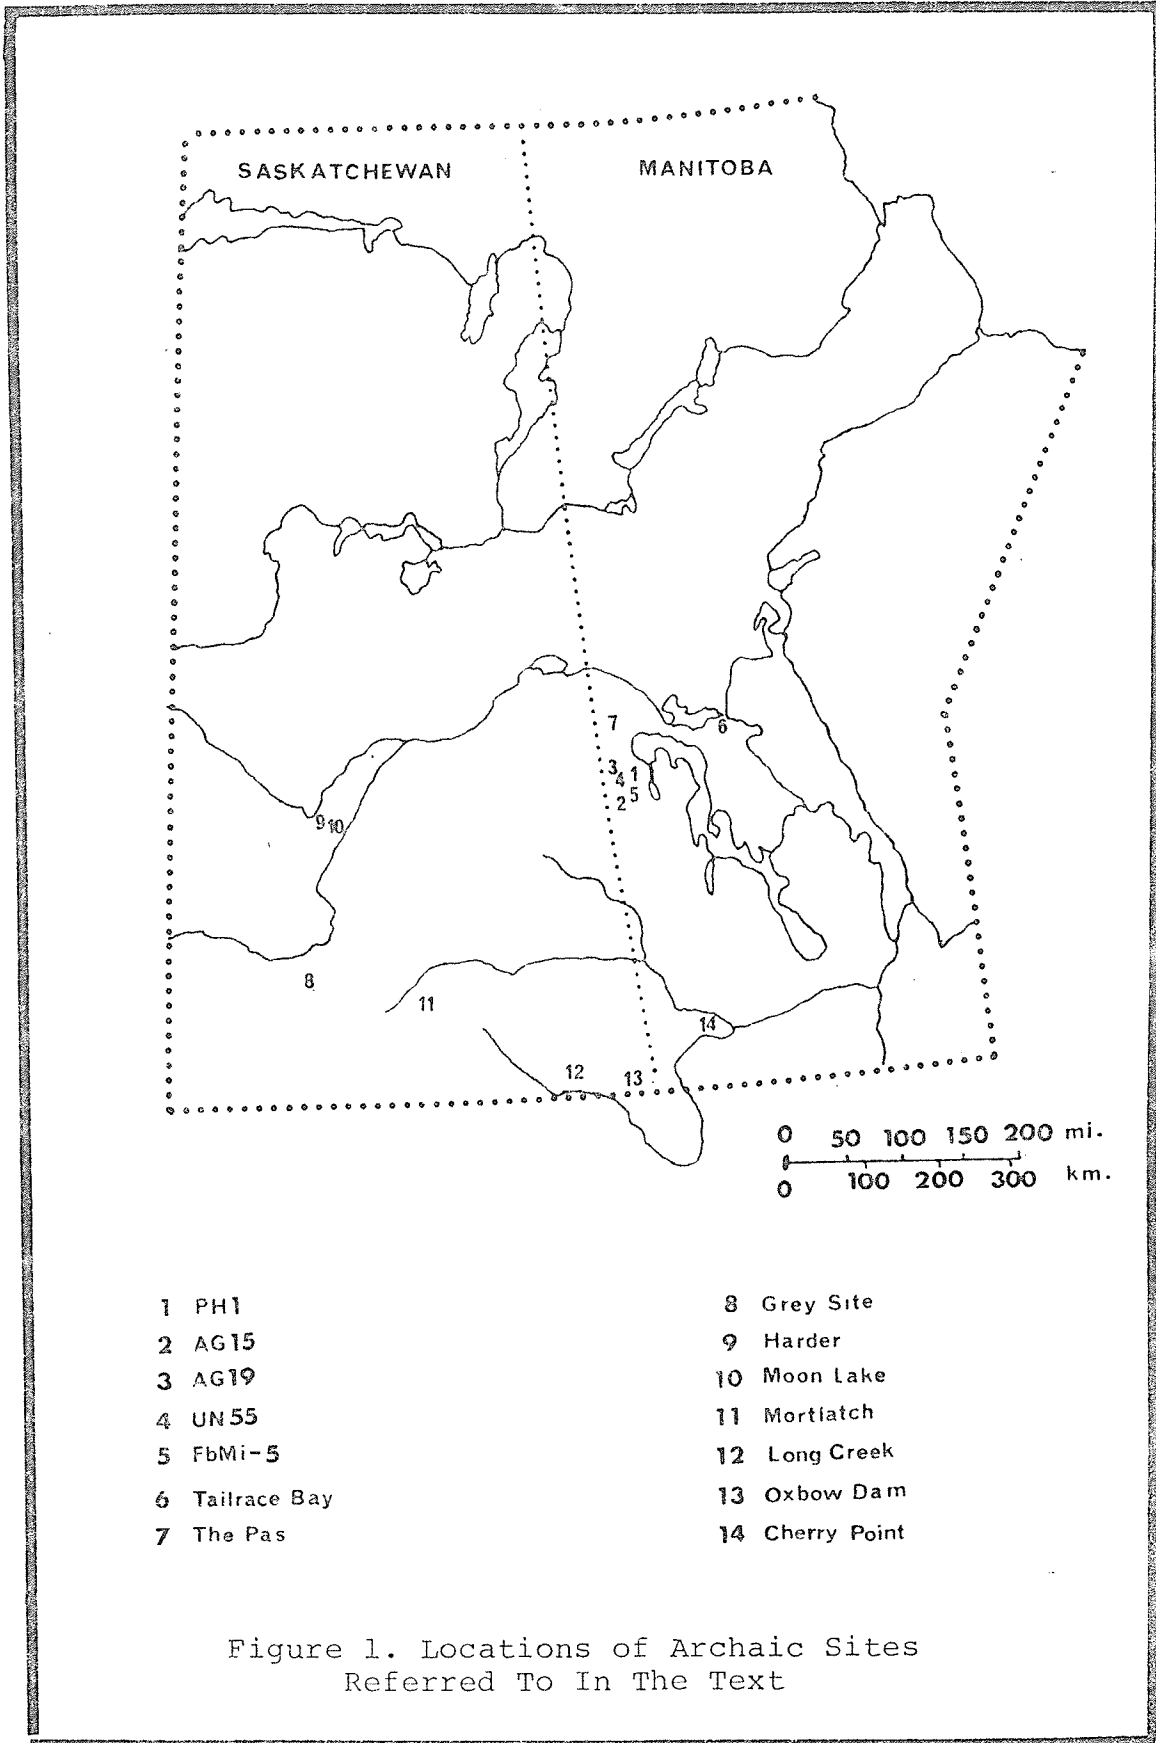 SASKATCHEWAN
MANITOBA
7
6
3
4 1
5
2
9 10
8
11
14
12
13
0 50 100 150 200 mi.
0 100 200 300 km.
1 PH1
2 AG15
3 AG19
4 UN55
5 FbMi-5
6 Tailrace Bay
7 The Pas
8 Grey Site
9 Harder
10 Moon Lake
11 Mortlatch
12 Long Creek
13 Oxbow Dam
14 Cherry Point
Figure 1. Locations of Archaic Sites
Referred To In The Text